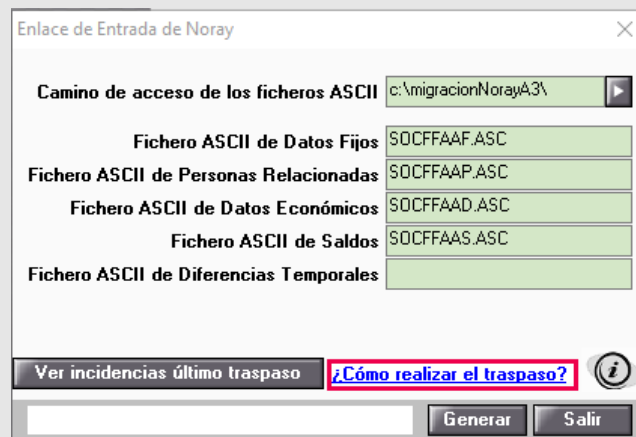 Enlace de Entrada de Noray
Camino de acceso de los ficheros ASCII c:\migracionNorayA3\
Fichero ASCII de Datos Fijos SOCFFAAF.ASC
Fichero ASCII de Personas Relacionadas SOCFFAAP.ASC
Fichero ASCII de Datos Económicos SOCFFAAD.ASC
Fichero ASCII de Saldos SOCFFAAS.ASC
Fichero ASCII de Diferencias Temporales
Ver incidencias último traspaso ¿Cómo realizar el traspaso? i
Generar Salir